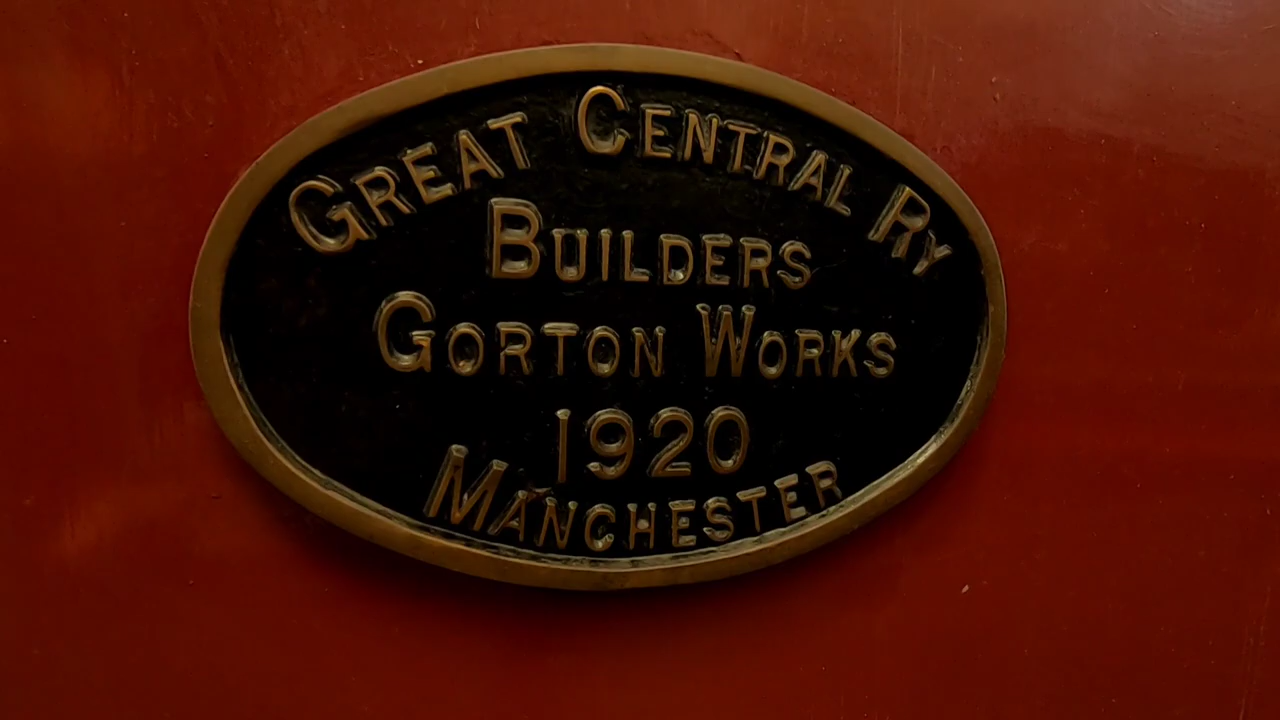 GREAT CENTRAL RY
BUILDERS
GORTON WORKS
1920
MANCHESTER